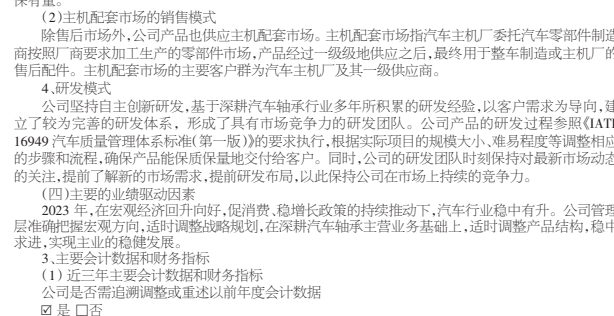 保有量。
(2)主机配套市场的销售模式
除售后市场外,公司产品也供应主机配套市场。主机配套市场指汽车主机厂委托汽车零部件制造
商按照厂商要求加工生产的零部件市场,产品经过一级级地供应之后,最终用于整车制造或主机厂的
售后配件。主机配套市场的主要客户群为汽车主机厂及其一级供应商。
4、研发模式
公司坚持自主创新研发,基于深耕汽车轴承行业多年所积累的研发经验,以客户需求为导向,建
立了较为完善的研发体系,形成了具有市场竞争力的研发团队。公司产品的研发过程参照《IATF
16949 汽车质量管理体系标准(第一版)》的要求执行,根据实际项目的规模大小、难易程度等调整相应
的步骤和流程,确保产品能保质保量地交付给客户。同时,公司的研发团队时刻保持对最新市场动态
的关注,提前了解新的市场需求,提前研发布局,以此保持公司在市场上持续的竞争力。
(四)主要的业绩驱动因素
2023 年,在宏观经济回升向好,促消费、稳增长政策的持续推动下,汽车行业稳中有升。公司管理
层准确把握宏观方向,适时调整战略规划,在深耕汽车轴承主营业务基础上,适时调整产品结构,稳中
求进,实现主业的稳健发展。
3、主要会计数据和财务指标
(1) 近三年主要会计数据和财务指标
公司是否需追溯调整或重述以前年度会计数据
☑ 是 □否